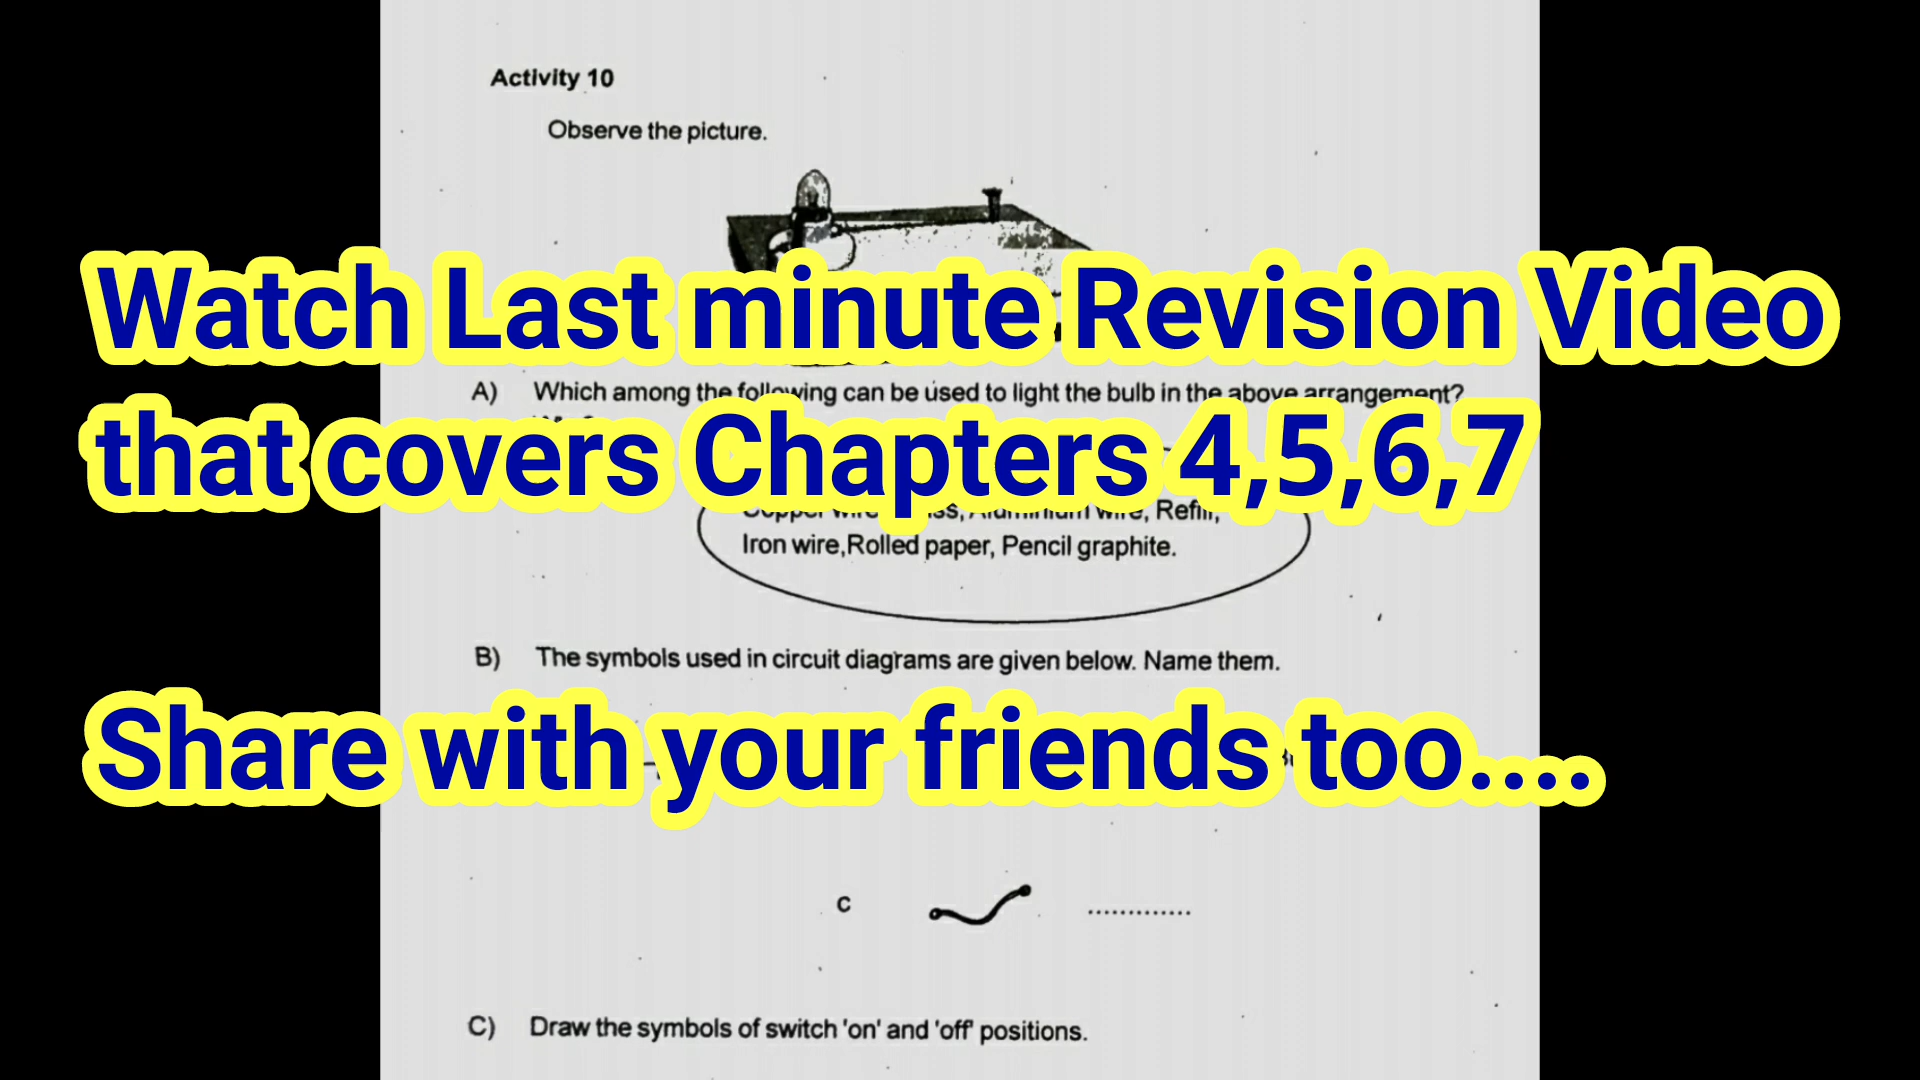 Activity 10
Observe the picture.
Watch Last minute Revision Video
A) Which among the following can be used to light the bulb in the above arrangement?
that covers Chapters 4,5,6,7
wire, Refill,
Iron wire,Rolled paper, Pencil graphite.
B) The symbols used in circuit diagrams are given below. Name them.
Share with your friends too....
C .............
C) Draw the symbols of switch 'on' and 'off' positions.